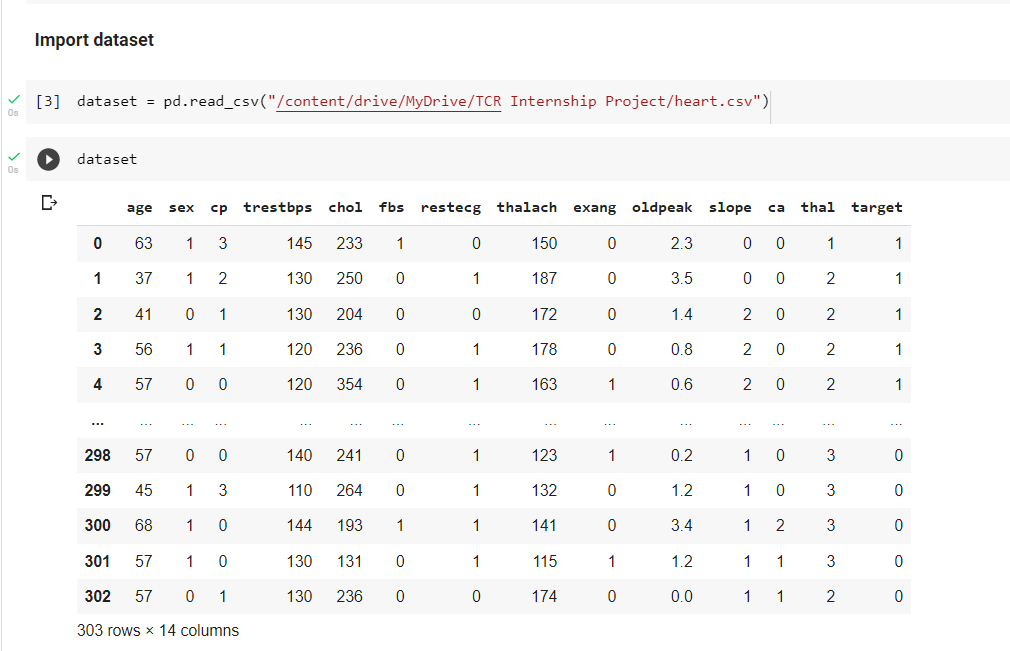 Import dataset
[3] dataset = pd.read_csv("/content/drive/MyDrive/TCR Internship Project/heart.csv")
0s
dataset
0s
age sex cp trestbps chol fbs restecg thalach exang oldpeak slope ca thal target
0 63 1 3 145 233 1 0 150 0 2.3 0 0 1 1
1 37 1 2 130 250 0 1 187 0 3.5 0 0 2 1
2 41 0 1 130 204 0 0 172 0 1.4 2 0 2 1
3 56 1 1 120 236 0 1 178 0 0.8 2 0 2 1
4 57 0 0 120 354 0 1 163 1 0.6 2 0 2 1
... ... ... ... ... ... ... ... ... ... ... ... ... ... ...
298 57 0 0 140 241 0 1 123 1 0.2 1 0 3 0
299 45 1 3 110 264 0 1 132 0 1.2 1 0 3 0
300 68 1 0 144 193 1 1 141 0 3.4 1 2 3 0
301 57 1 0 130 131 0 1 115 1 1.2 1 1 3 0
302 57 0 1 130 236 0 0 174 0 0.0 1 1 2 0
303 rows × 14 columns